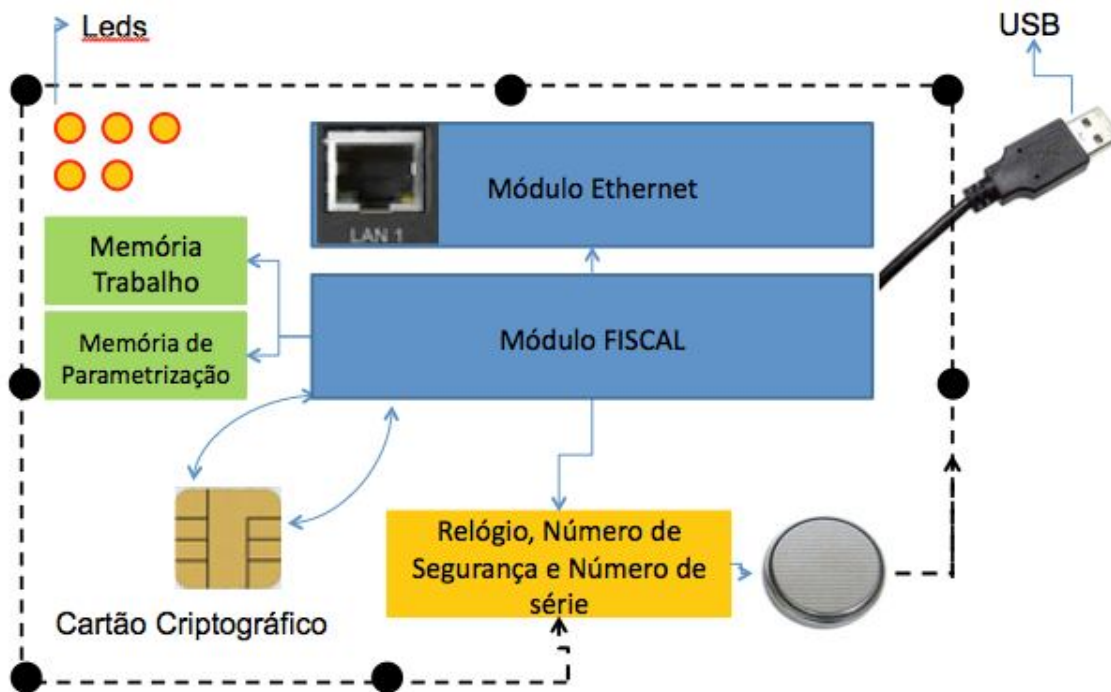 Leds
USB
Módulo Ethernet
LAN 1
Memória
Trabalho
Módulo FISCAL
Memória de
Parametrização
Relógio, Número de
Segurança e Número de
série
Cartão Criptográfico